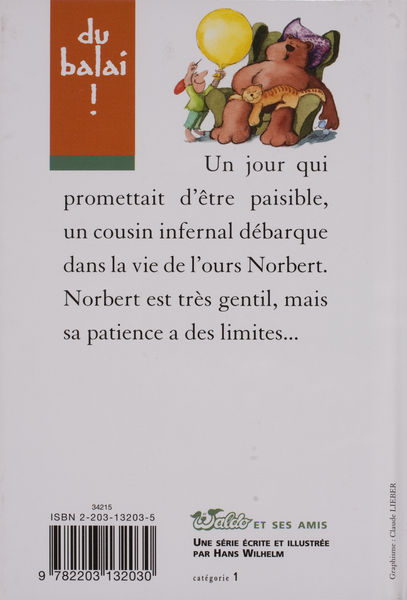 du
balai
!
Un jour qui
promettait d'être paisible,
un cousin infernal débarque
dans la vie de l'ours Norbert.
Norbert est très gentil, mais
sa patience a des limites...
34215
ISBN 2-203-13203-5
9 782203 132030
Waldo ET SES AMIS
UNE SÉRIE ÉCRITE ET ILLUSTRÉE
PAR HANS WILHELM
catégorie 1
Graphisme : Claude LIEBER